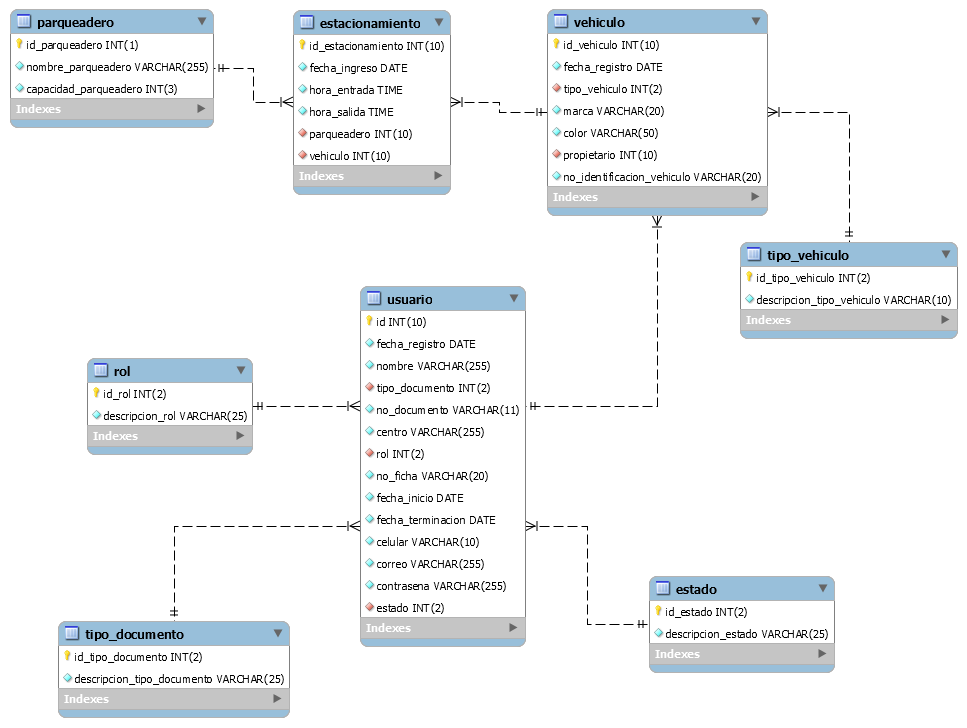 parqueadero
id_parqueadero INT(1)
nombre_parqueadero VARCHAR(255)
capacidad_parqueadero INT(3)
Indexes
estacionamiento
id_estacionamiento INT(10)
fecha_ingreso DATE
hora_entrada TIME
hora_salida TIME
parqueadero INT(10)
vehiculo INT(10)
Indexes
vehiculo
id_vehiculo INT(10)
fecha_registro DATE
tipo_vehiculo INT(2)
marca VARCHAR(20)
color VARCHAR(50)
propietario INT(10)
no_identificacion_vehiculo VARCHAR(20)
Indexes
tipo_vehiculo
id_tipo_vehiculo INT(2)
descripcion_tipo_vehiculo VARCHAR(10)
Indexes
usuario
id INT(10)
fecha_registro DATE
nombre VARCHAR(255)
tipo_documento INT(2)
no_documento VARCHAR(11)
centro VARCHAR(255)
rol INT(2)
no_ficha VARCHAR(20)
fecha_inicio DATE
fecha_terminacion DATE
celular VARCHAR(10)
correo VARCHAR(255)
contrasena VARCHAR(255)
estado INT(2)
Indexes
rol
id_rol INT(2)
descripcion_rol VARCHAR(25)
Indexes
estado
id_estado INT(2)
descripcion_estado VARCHAR(25)
Indexes
tipo_documento
id_tipo_documento INT(2)
descripcion_tipo_documento VARCHAR(25)
Indexes